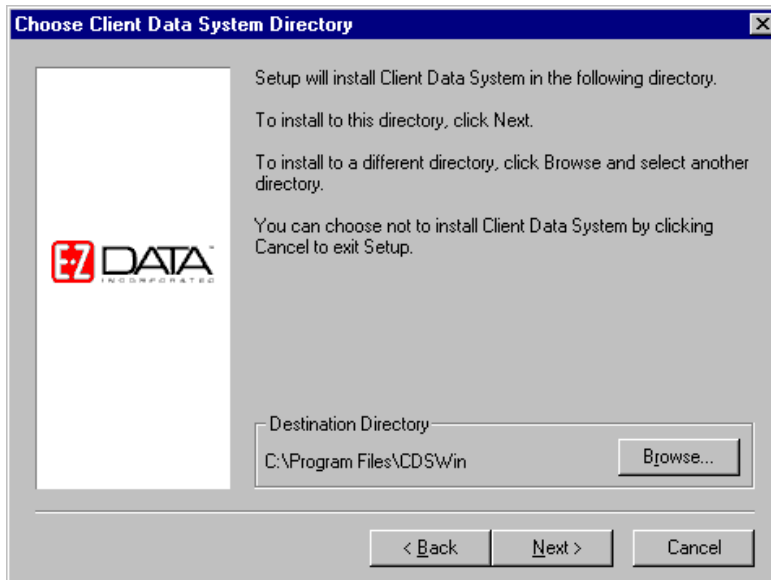 Choose Client Data System Directory
Setup will install Client Data System in the following directory.
To install to this directory, click Next.
To install to a different directory, click Browse and select another
directory.
You can choose not to install Client Data System by clicking
Cancel to exit Setup.
E·Z DATA™
INCORPORATED
Destination Directory
C:\Program Files\CDSWin
Browse...
< Back
Next >
Cancel